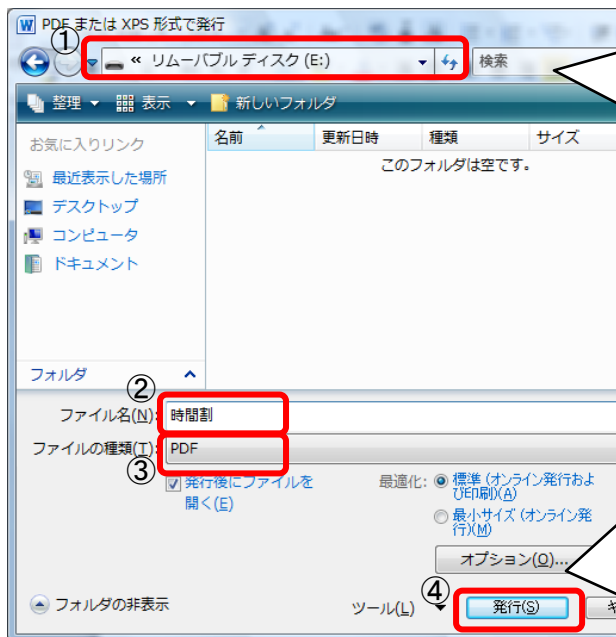 PDF または XPS 形式で発行
①
« リムーバブル ディスク (E:)
検索
整理 表示 新しいフォルダ
お気に入りリンク
名前 更新日時 種類 サイズ
このフォルダは空です。
最近表示した場所
デスクトップ
コンピュータ
ドキュメント
フォルダ
②
ファイル名(N): 時間割
ファイルの種類(T): PDF
③
発行後にファイルを
開く(E)
最適化: 標準 (オンライン発行およ
び印刷)(A)
最小サイズ (オンライン発
行)(M)
オプション(O)...
フォルダの非表示
ツール(L)
④
発行(S)
キ